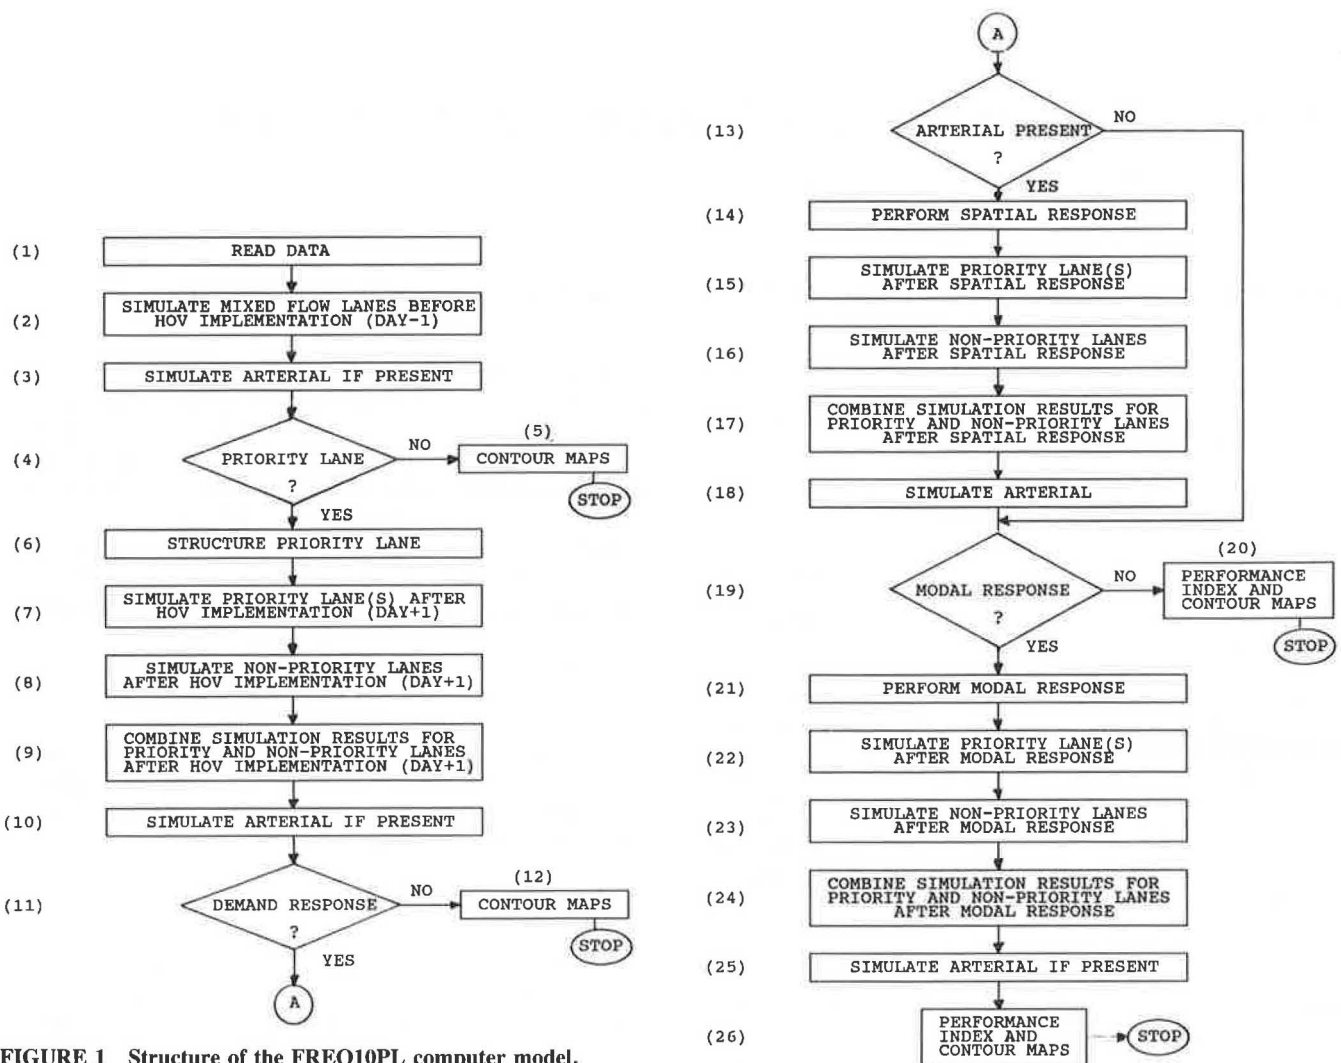 (1)
READ DATA
(2)
SIMULATE MIXED FLOW LANES BEFORE
HOV IMPLEMENTATION (DAY-1)
(3)
SIMULATE ARTERIAL IF PRESENT
(4)
PRIORITY LANE
?
NO
(5)
CONTOUR MAPS
STOP
YES
(6)
STRUCTURE PRIORITY LANE
(7)
SIMULATE PRIORITY LANE(S) AFTER
HOV IMPLEMENTATION (DAY+1)
(8)
SIMULATE NON-PRIORITY LANES
AFTER HOV IMPLEMENTATION (DAY+1)
(9)
COMBINE SIMULATION RESULTS FOR
PRIORITY AND NON-PRIORITY LANES
AFTER HOV IMPLEMENTATION (DAY+1)
(10)
SIMULATE ARTERIAL IF PRESENT
(11)
DEMAND RESPONSE
?
NO
(12)
CONTOUR MAPS
STOP
YES
A
FIGURE 1 Structure of the FREQ10PL computer model.
A
(13)
ARTERIAL PRESENT
?
NO
YES
(14)
PERFORM SPATIAL RESPONSE
(15)
SIMULATE PRIORITY LANE(S)
AFTER SPATIAL RESPONSE
(16)
SIMULATE NON-PRIORITY LANES
AFTER SPATIAL RESPONSE
(17)
COMBINE SIMULATION RESULTS FOR
PRIORITY AND NON-PRIORITY LANES
AFTER SPATIAL RESPONSE
(18)
SIMULATE ARTERIAL
(19)
MODAL RESPONSE
?
NO
(20)
PERFORMANCE
INDEX AND
CONTOUR MAPS
STOP
YES
(21)
PERFORM MODAL RESPONSE
(22)
SIMULATE PRIORITY LANE(S)
AFTER MODAL RESPONSE
(23)
SIMULATE NON-PRIORITY LANES
AFTER MODAL RESPONSE
(24)
COMBINE SIMULATION RESULTS FOR
PRIORITY AND NON-PRIORITY LANES
AFTER MODAL RESPONSE
(25)
SIMULATE ARTERIAL IF PRESENT
(26)
PERFORMANCE
INDEX AND
CONTOUR MAPS
STOP